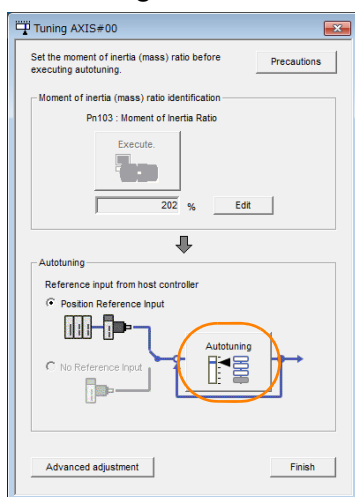 Tuning AXIS#00
Set the moment of inertia (mass) ratio before
executing autotuning.
Precautions
Moment of inertia (mass) ratio identification
Pn103 : Moment of Inertia Ratio
Execute.
202 % Edit
Autotuning
Reference input from host controller
Position Reference Input
Autotuning
No Reference Input
Advanced adjustment
Finish